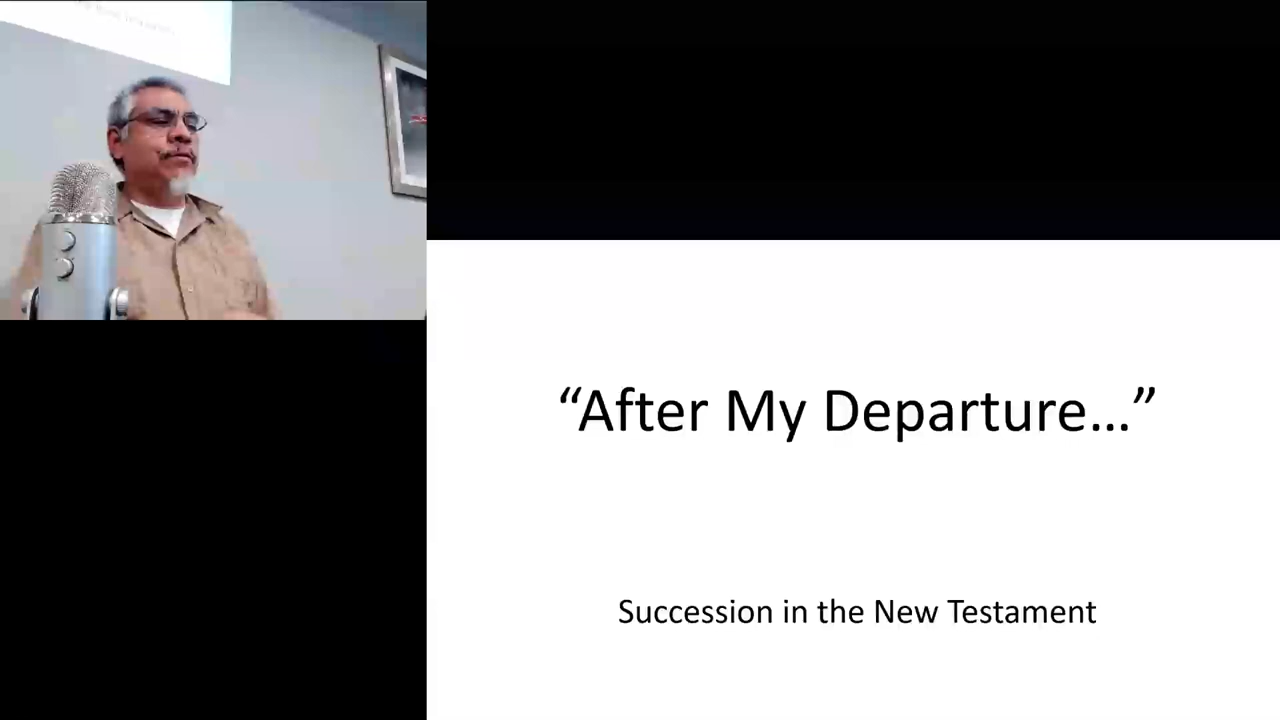 “After My Departure…”
Succession in the New Testament